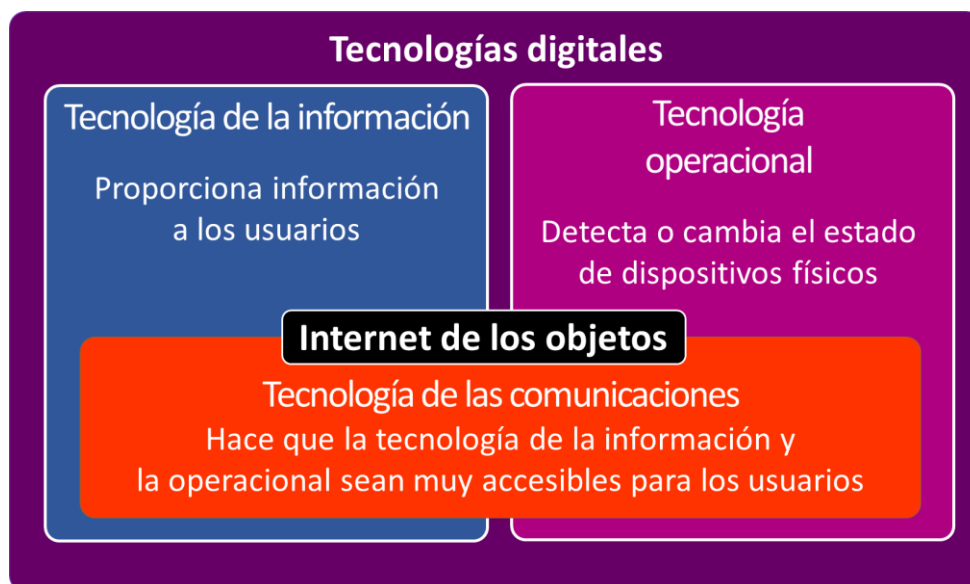 Tecnologías digitales
Tecnología de la información
Proporciona información
a los usuarios
Tecnología
operacional
Detecta o cambia el estado
de dispositivos físicos
Internet de los objetos
Tecnología de las comunicaciones
Hace que la tecnología de la información y
la operacional sean muy accesibles para los usuarios